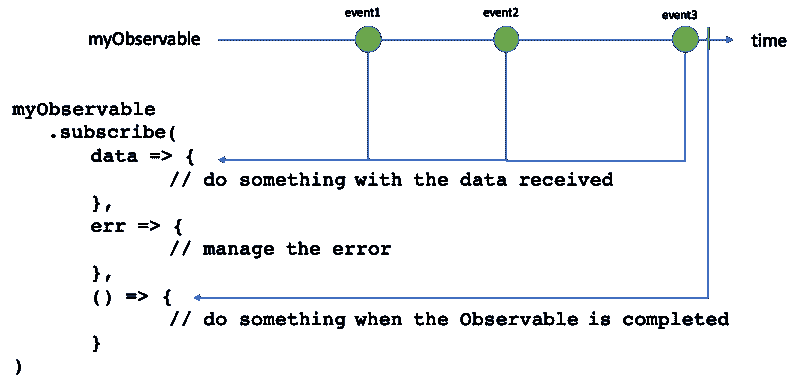 event1 event2 event3
myObservable time
myObservable
.subscribe(
data => {
// do something with the data received
},
err => {
// manage the error
},
() => {
// do something when the Observable is completed
}
)